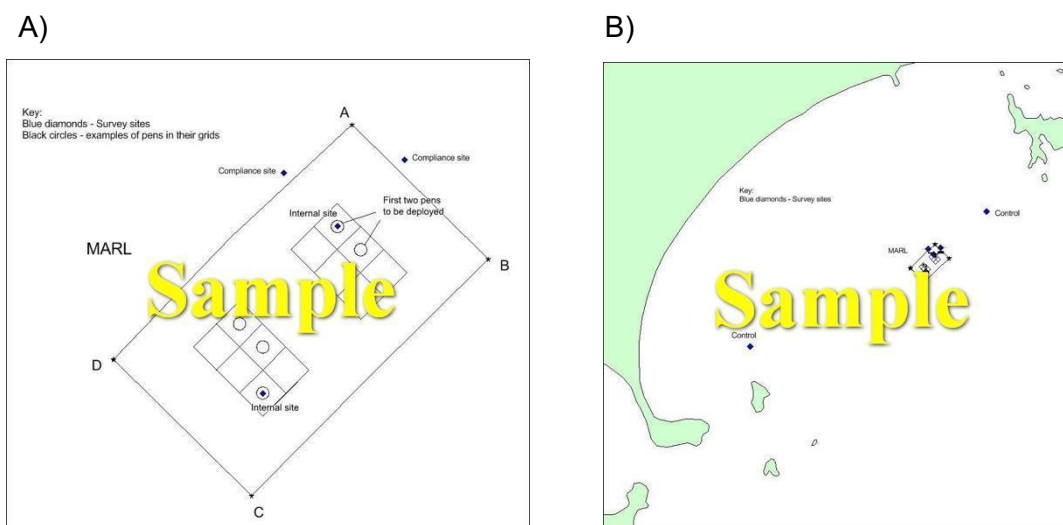 A)
B)
Key:
Blue diamonds - Survey sites
Black circles - examples of pens in their grids
A
Compliance site
Compliance site
First two pens
to be deployed
Internal site
MARL
B
Sample
D
Internal site
C
Key:
Blue diamonds - Survey sites
Control
MARL
Sample
Control